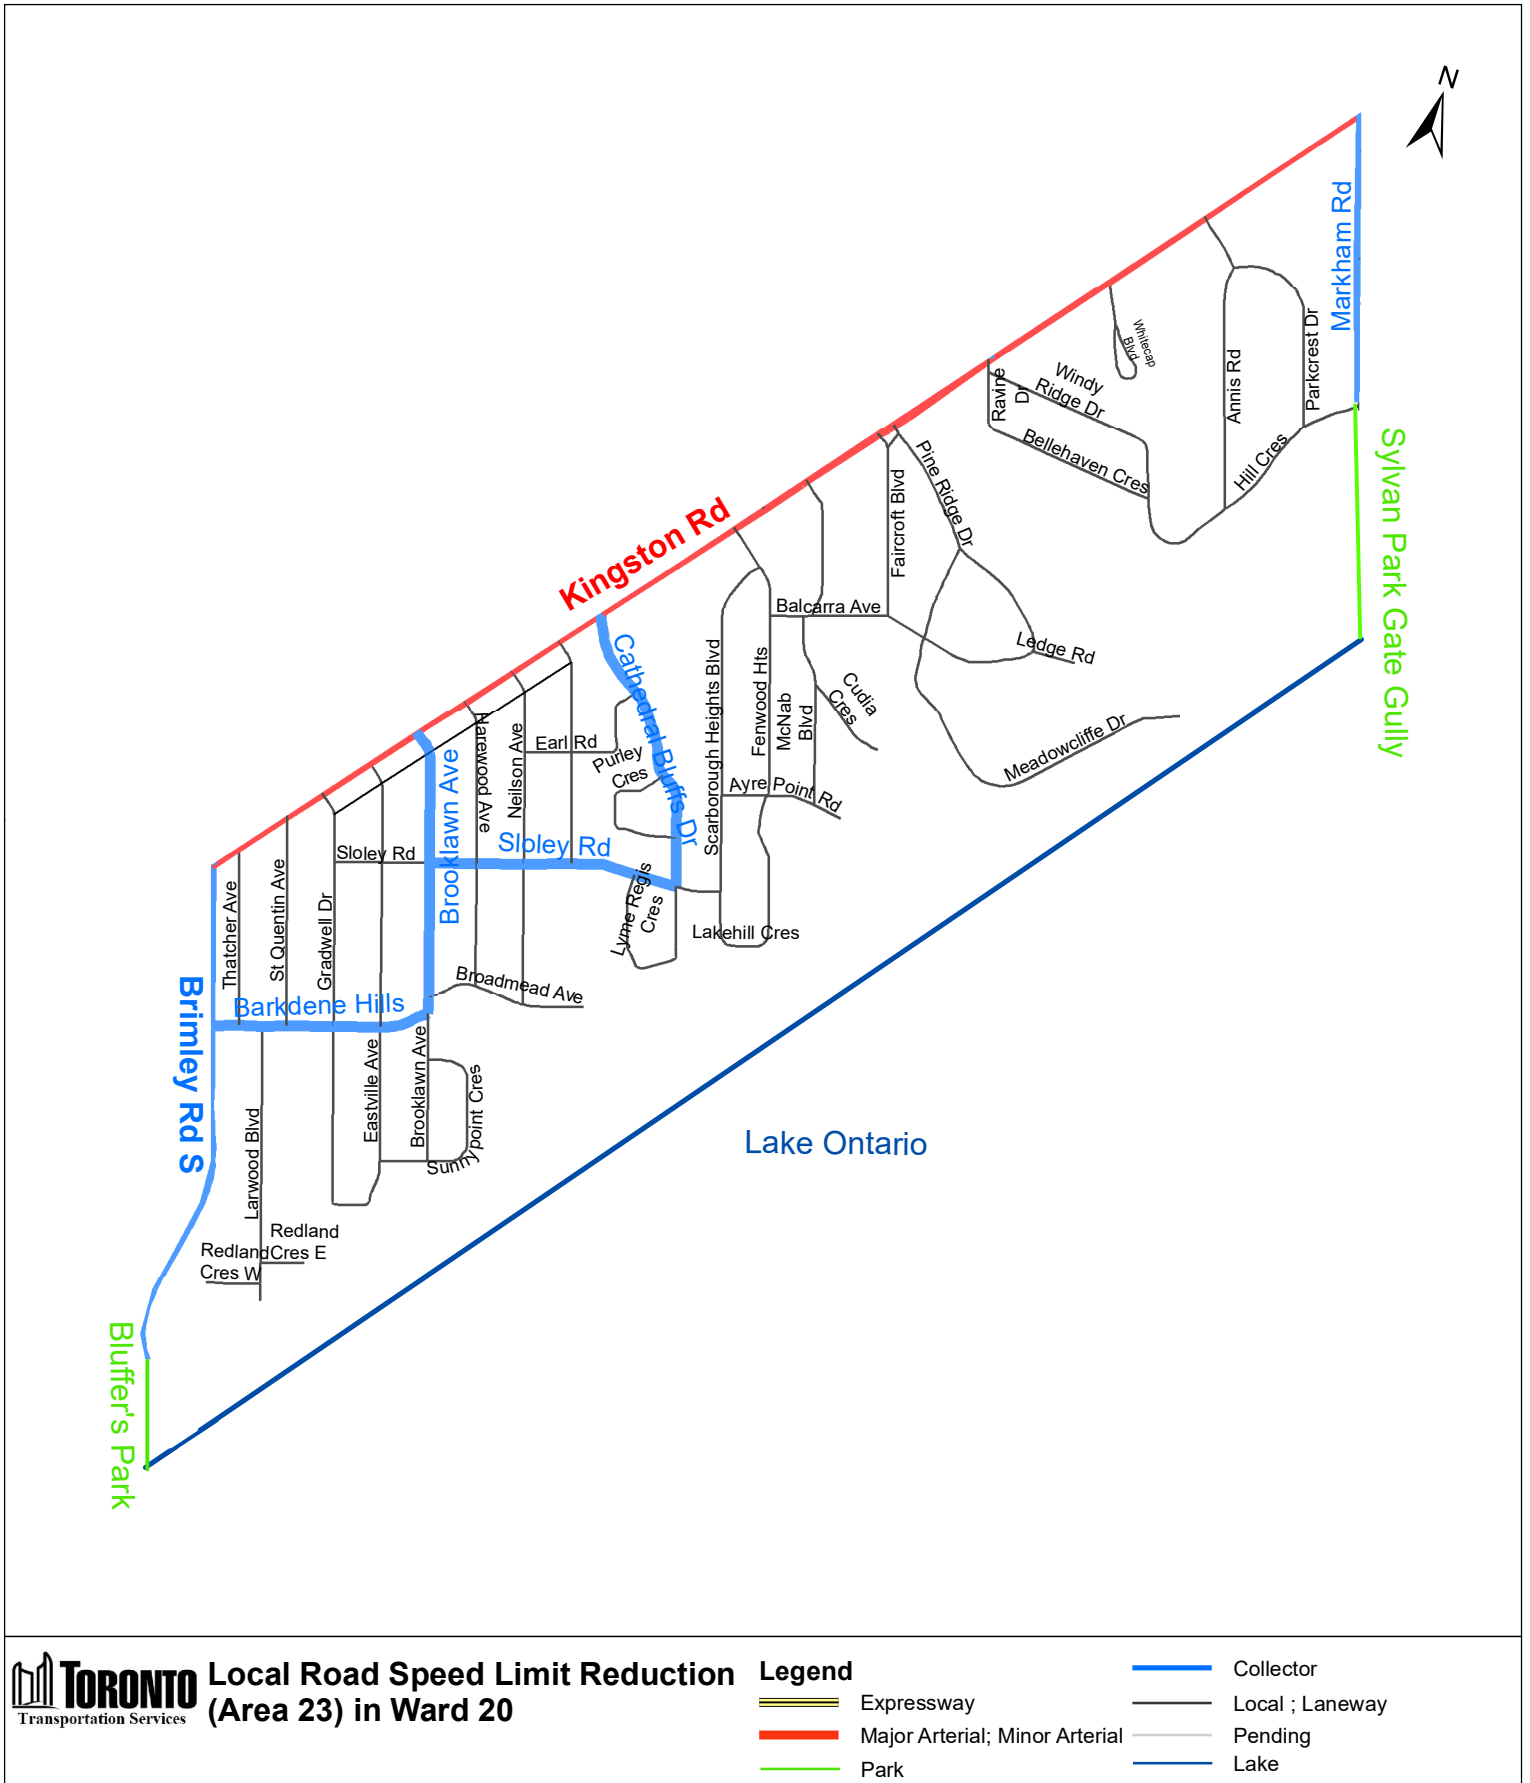 N
Markham Rd
Whitecap
Blvd
Parkcrest Dr
Annis Rd
Windy
Ridge Dr
Ravine
Dr
Bellehaven Cres
Hill Cres
Sylvan Park Gate Gully
Pine Ridge Dr
Faircroft Blvd
Kingston Rd
Balcarra Ave
Ledge Rd
Cathedral Bluffs Dr
Scarborough Heights Blvd
Fenwood Hts
McNab
Blvd
Cudia
Cres
Meadowcliffe Dr
Harewood Ave
Neilson Ave
Earl Rd
Purley
Cres
Ayre Point Rd
Brooklawn Ave
Sloley Rd
Sloley Rd
Lyme Regis
Cres
Lakehill Cres
Thatcher Ave
St Quentin Ave
Gradwell Dr
Broadmead Ave
Barkdene Hills
Brimley Rd S
Eastville Ave
Brooklawn Ave
Sunnypoint Cres
Larwood Blvd
Lake Ontario
Redland
Cres E
Redland
Cres W
Bluffer's Park
TORONTO
Transportation Services
Local Road Speed Limit Reduction
(Area 23) in Ward 20
Legend
Expressway
Major Arterial; Minor Arterial
Park
Collector
Local ; Laneway
Pending
Lake